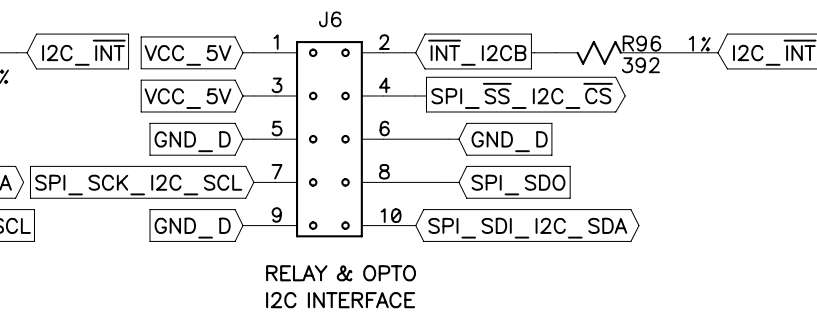 J6
I2C_INT VCC_5V 1 2 INT_I2CB R96 1% I2C_INT
% 392
VCC_5V 3 4 SPI_SS_I2C_CS
GND_D 5 6 GND_D
A SPI_SCK_I2C_SCL 7 8 SPI_SDO
SCL GND_D 9 10 SPI_SDI_I2C_SDA
RELAY & OPTO
I2C INTERFACE